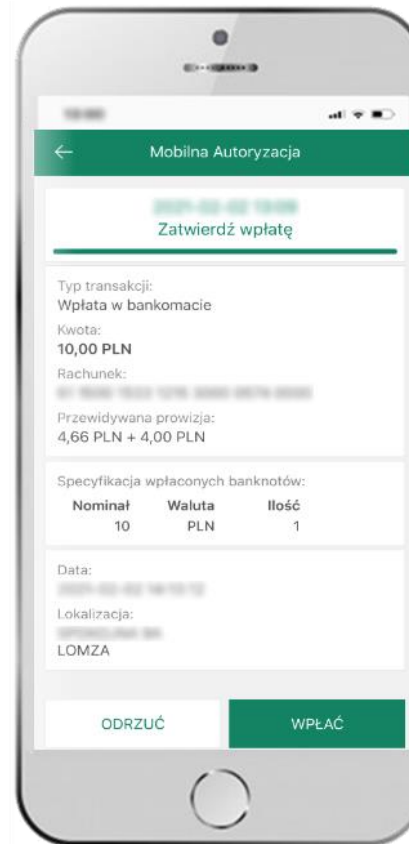 Mobilna Autoryzacja
Zatwierdź wpłatę
Typ transakcji:
Wpłata w bankomacie
Kwota:
10,00 PLN
Rachunek:
Przewidywana prowizja:
4,66 PLN + 4,00 PLN
Specyfikacja wpłaconych banknotów:
Nominał Waluta Ilość
10 PLN 1
Data:
Lokalizacja:
LOMZA
ODRZUĆ WPŁAĆ